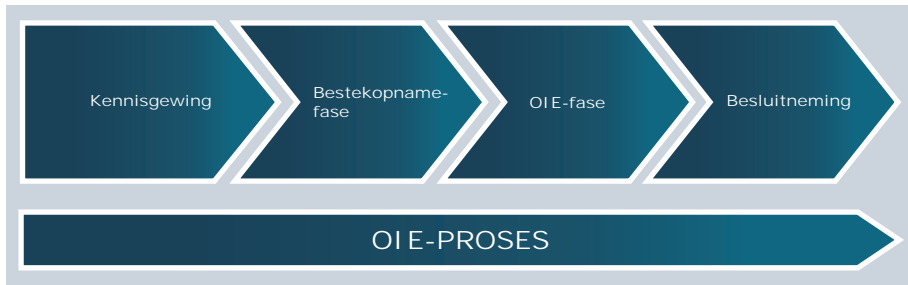 Kennisgewing
Bestekopname-
fase
OIE-fase
Besluitneming
OIE-PROSES